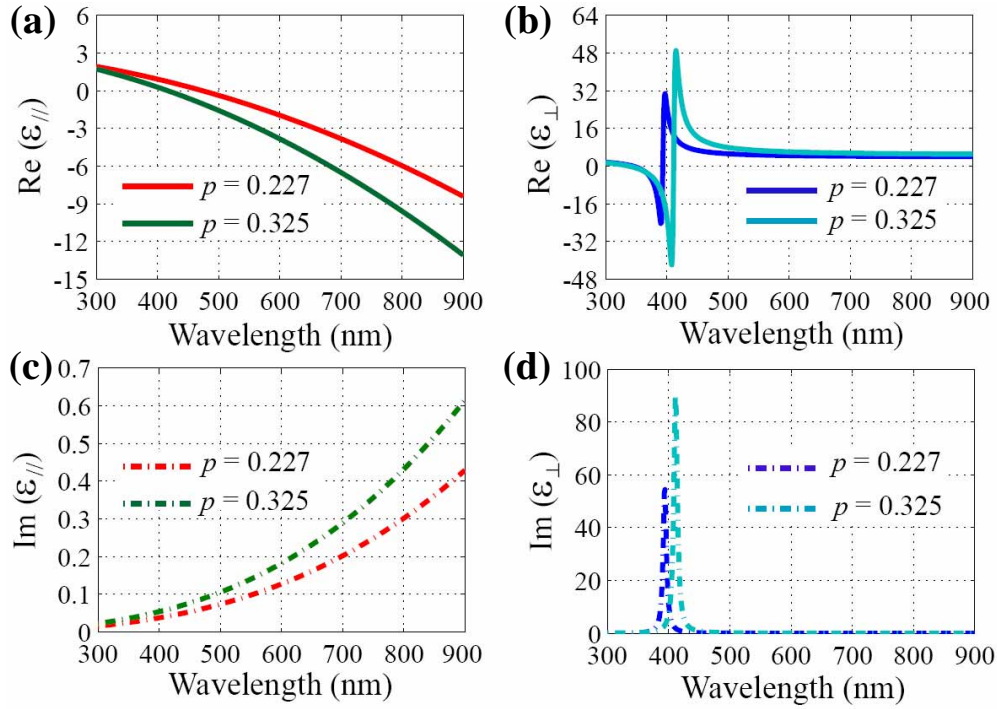 (a)
6
3
0
-3
-6
-9
-12
-15
Re (ε//)
p = 0.227
p = 0.325
300 400 500 600 700 800 900
Wavelength (nm)
(b)
64
48
32
16
0
-16
-32
-48
Re (ε⊥)
p = 0.227
p = 0.325
300 400 500 600 700 800 900
Wavelength (nm)
(c)
0.7
0.6
0.5
0.4
0.3
0.2
0.1
0
Im (ε//)
p = 0.227
p = 0.325
300 400 500 600 700 800 900
Wavelength (nm)
(d)
100
80
60
40
20
0
Im (ε⊥)
p = 0.227
p = 0.325
300 400 500 600 700 800 900
Wavelength (nm)